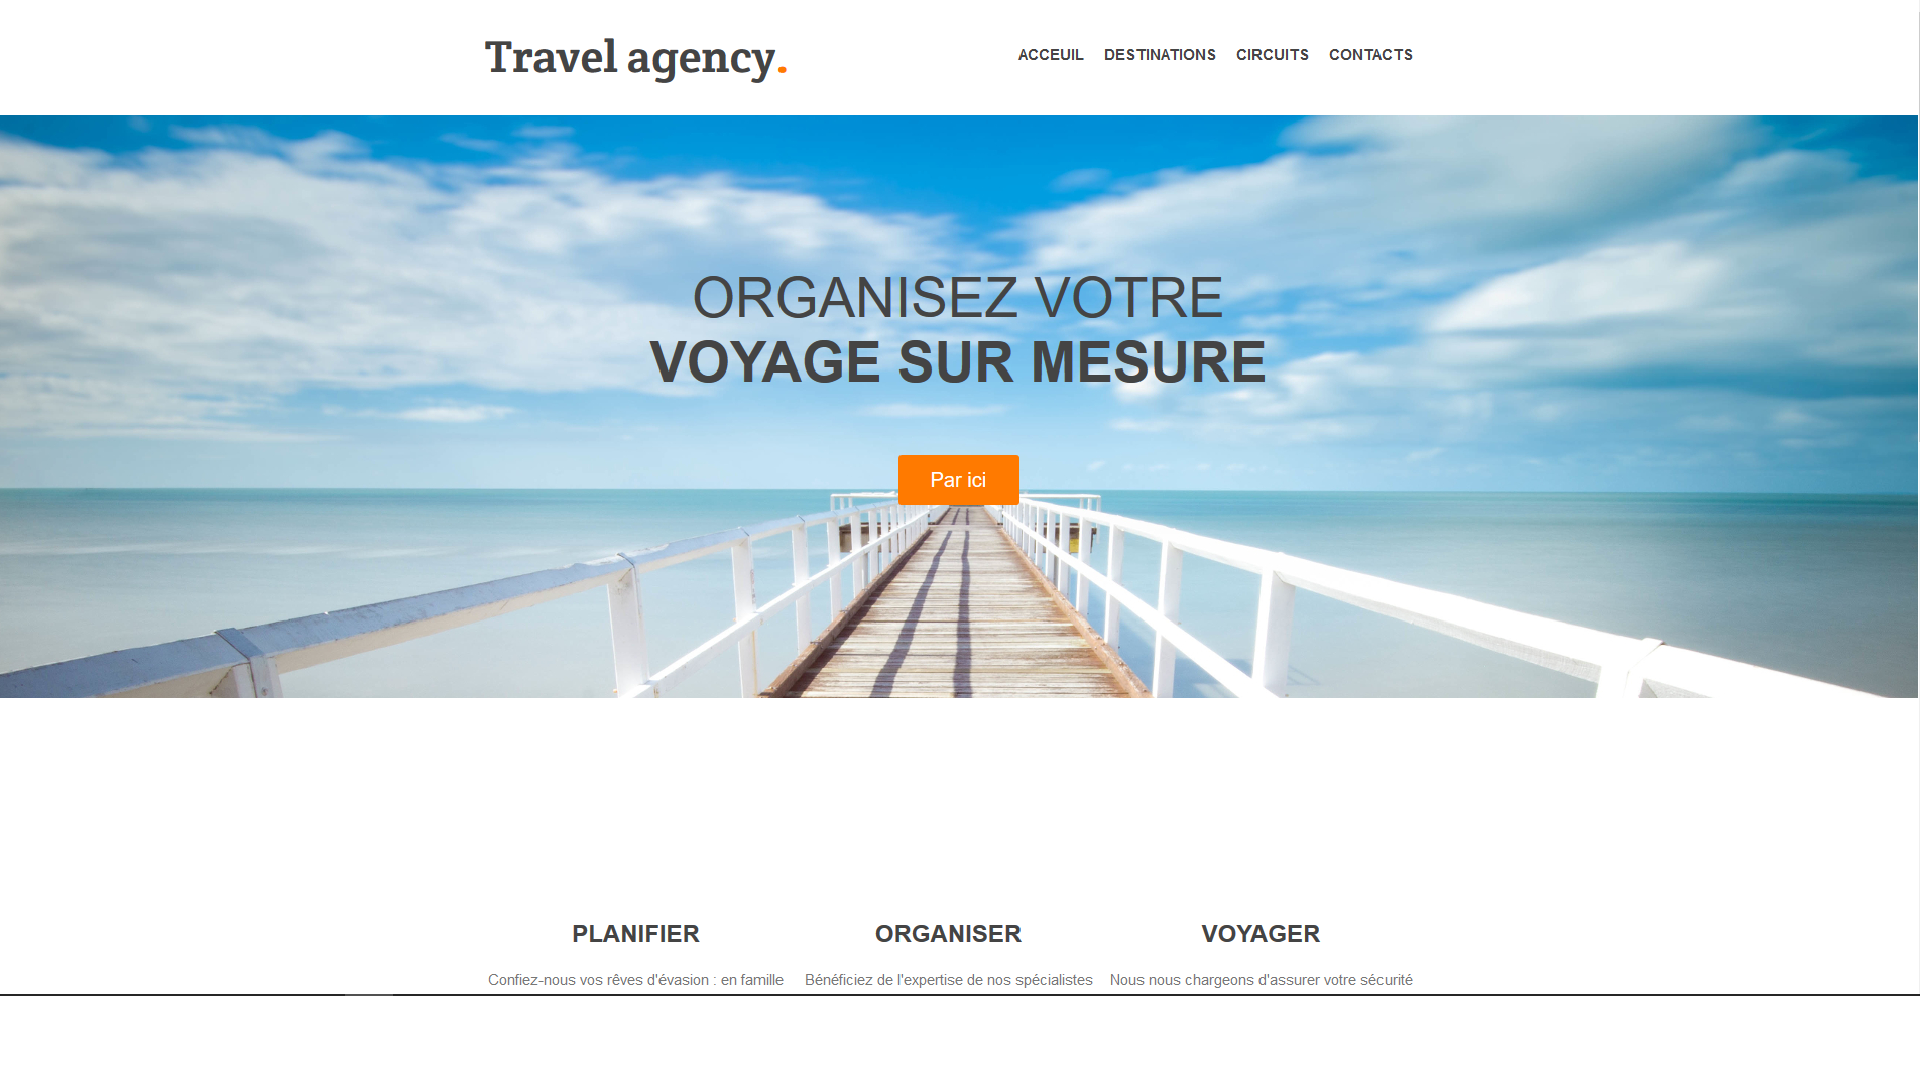 Travel agency.
ACCEUIL DESTINATIONS CIRCUITS CONTACTS
ORGANISEZ VOTRE
VOYAGE SUR MESURE
Par ici
PLANIFIER ORGANISER VOYAGER
Confiez-nous vos rêves d'évasion : en famille Bénéficiez de l'expertise de nos spécialistes Nous nous chargeons d'assurer votre sécurité